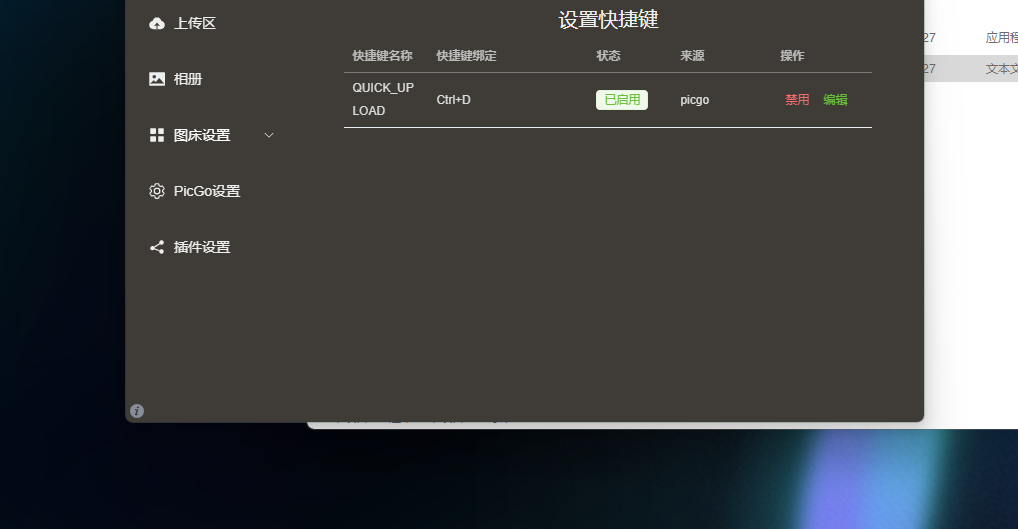 上传区
相册
图床设置
PicGo设置
插件设置
设置快捷键
快捷键名称 快捷键绑定 状态 来源 操作
QUICK_UP
LOAD
Ctrl+D 已启用 picgo 禁用 编辑
27 应用程
27 文本文